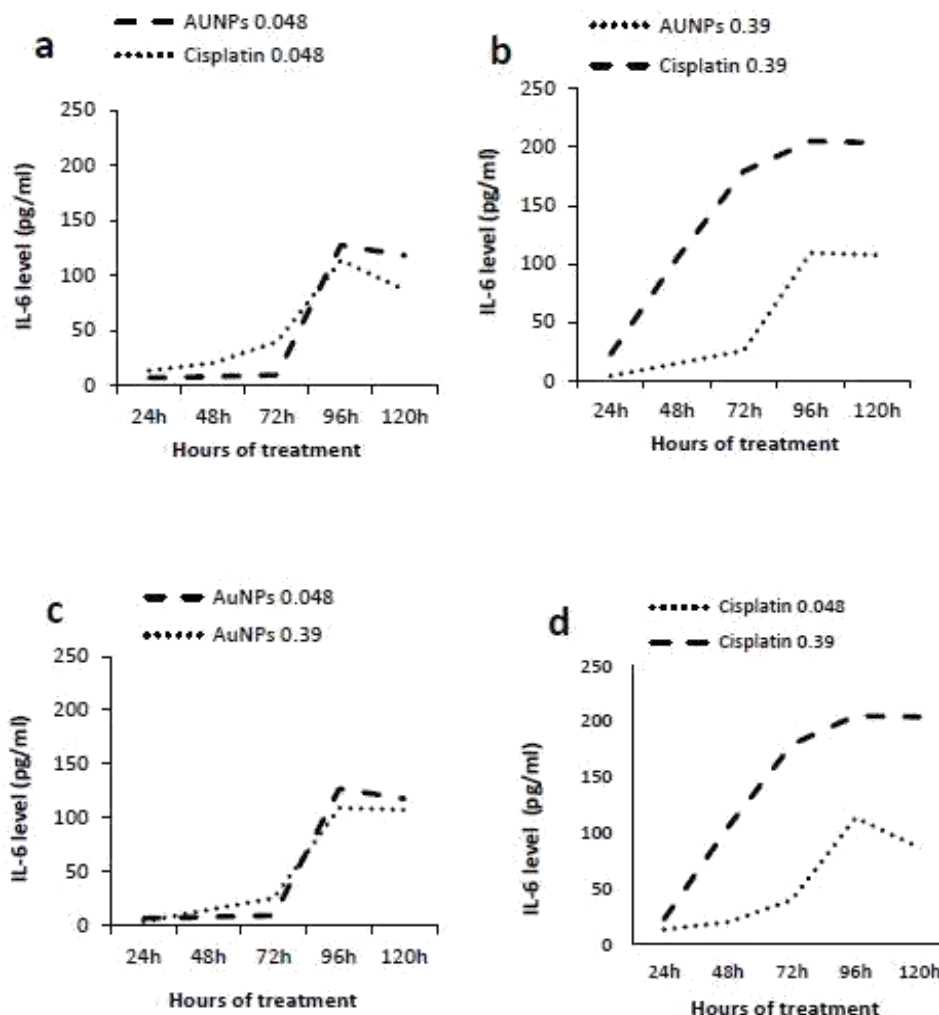 a
AUNPs 0.048
Cisplatin 0.048
IL-6 level (pg/ml)
250
200
150
100
50
0
24h 48h 72h 96h 120h
Hours of treatment
b
AUNPs 0.39
Cisplatin 0.39
IL-6 level (pg/ml)
250
200
150
100
50
0
24h 48h 72h 96h 120h
Hours of treatment
c
AuNPs 0.048
AuNPs 0.39
IL-6 level (pg/ml)
250
200
150
100
50
0
24h 48h 72h 96h 120h
Hours of treatment
d
Cisplatin 0.048
Cisplatin 0.39
IL-6 level (pg/ml)
250
200
150
100
50
0
24h 48h 72h 96h 120h
Hours of treatment